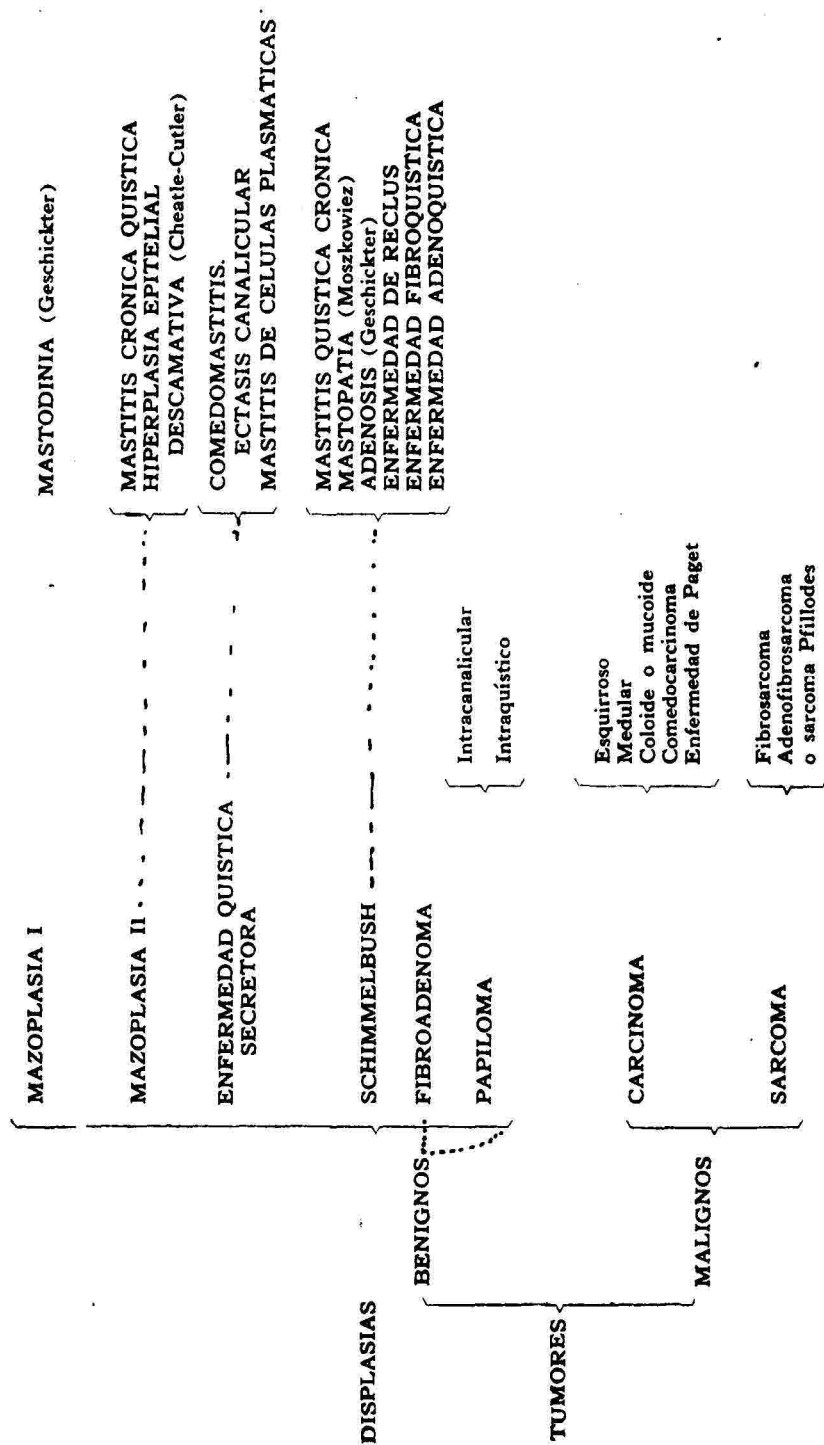 MAZOPLASIA I
MASTODINIA (Geschickter)
MAZOPLASIA II
MASTITIS CRONICA QUISTICA
HIPERPLASIA EPITELIAL
DESCAMATIVA (Cheatle-Cutler)
ENFERMEDAD QUISTICA
SECRETORA
COMEDOMASTITIS.
ECTASIS CANALICULAR
MASTITIS DE CELULAS PLASMATICAS
DISPLASIAS
SCHIMMELBUSH
MASTITIS QUISTICA CRONICA
MASTOPATIA (Moszkowiez)
ADENOSIS (Geschickter)
ENFERMEDAD DE RECLUS
ENFERMEDAD FIBROQUISTICA
ENFERMEDAD ADENOQUISTICA
BENIGNOS
FIBROADENOMA
PAPILOMA
Intracanalicular
Intraquístico
TUMORES
CARCINOMA
Esquirroso
Medular
Coloide o mucoide
Comedocarcinoma
Enfermedad de Paget
MALIGNOS
SARCOMA
Fibrosarcoma
Adenofibrosarcoma
o sarcoma Pfillodes